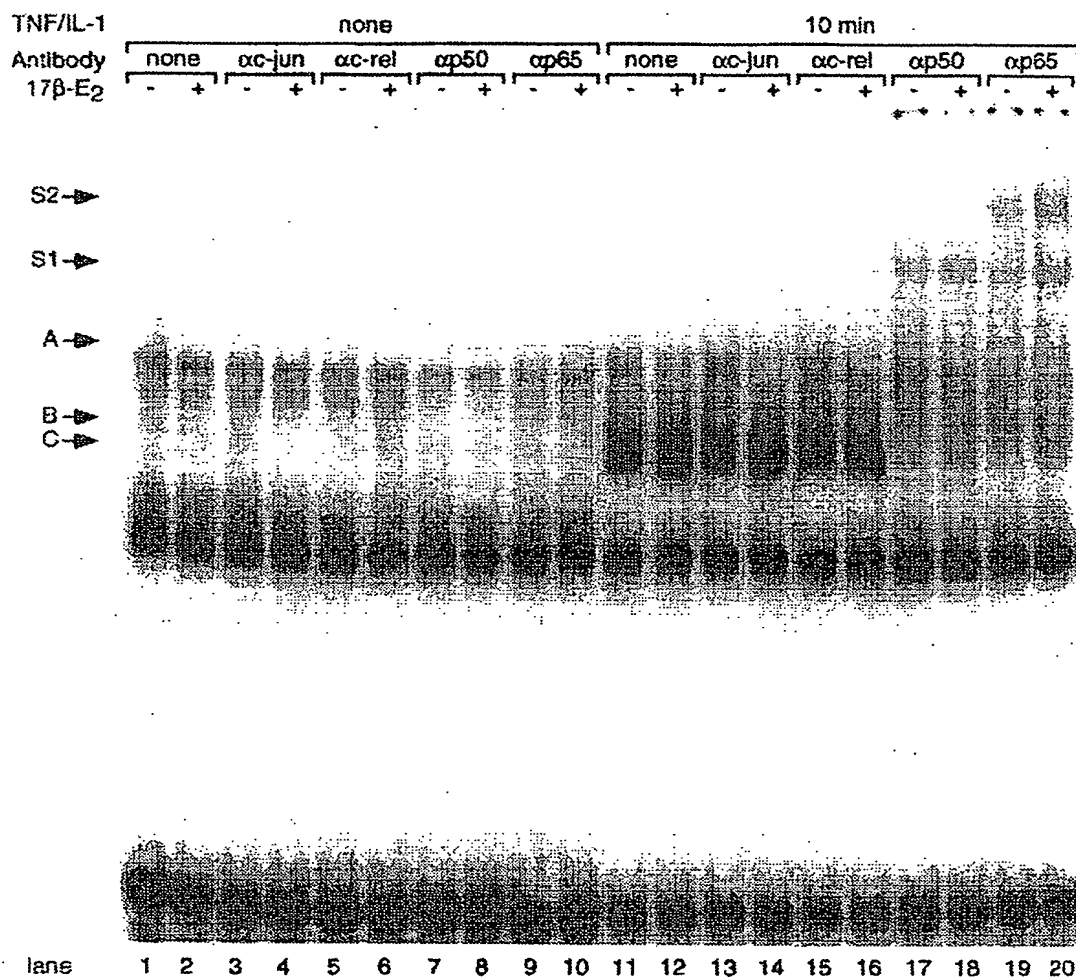 TNF/IL-1 none 10 min
Antibody none αc-jun αc-rel αp50 αp65 none αc-jun αc-rel αp50 αp65
17β-E2 - + - + - + - + - + - + - + - + - + - +
S2
S1
A
B
C
lane 1 2 3 4 5 6 7 8 9 10 11 12 13 14 15 16 17 18 19 20